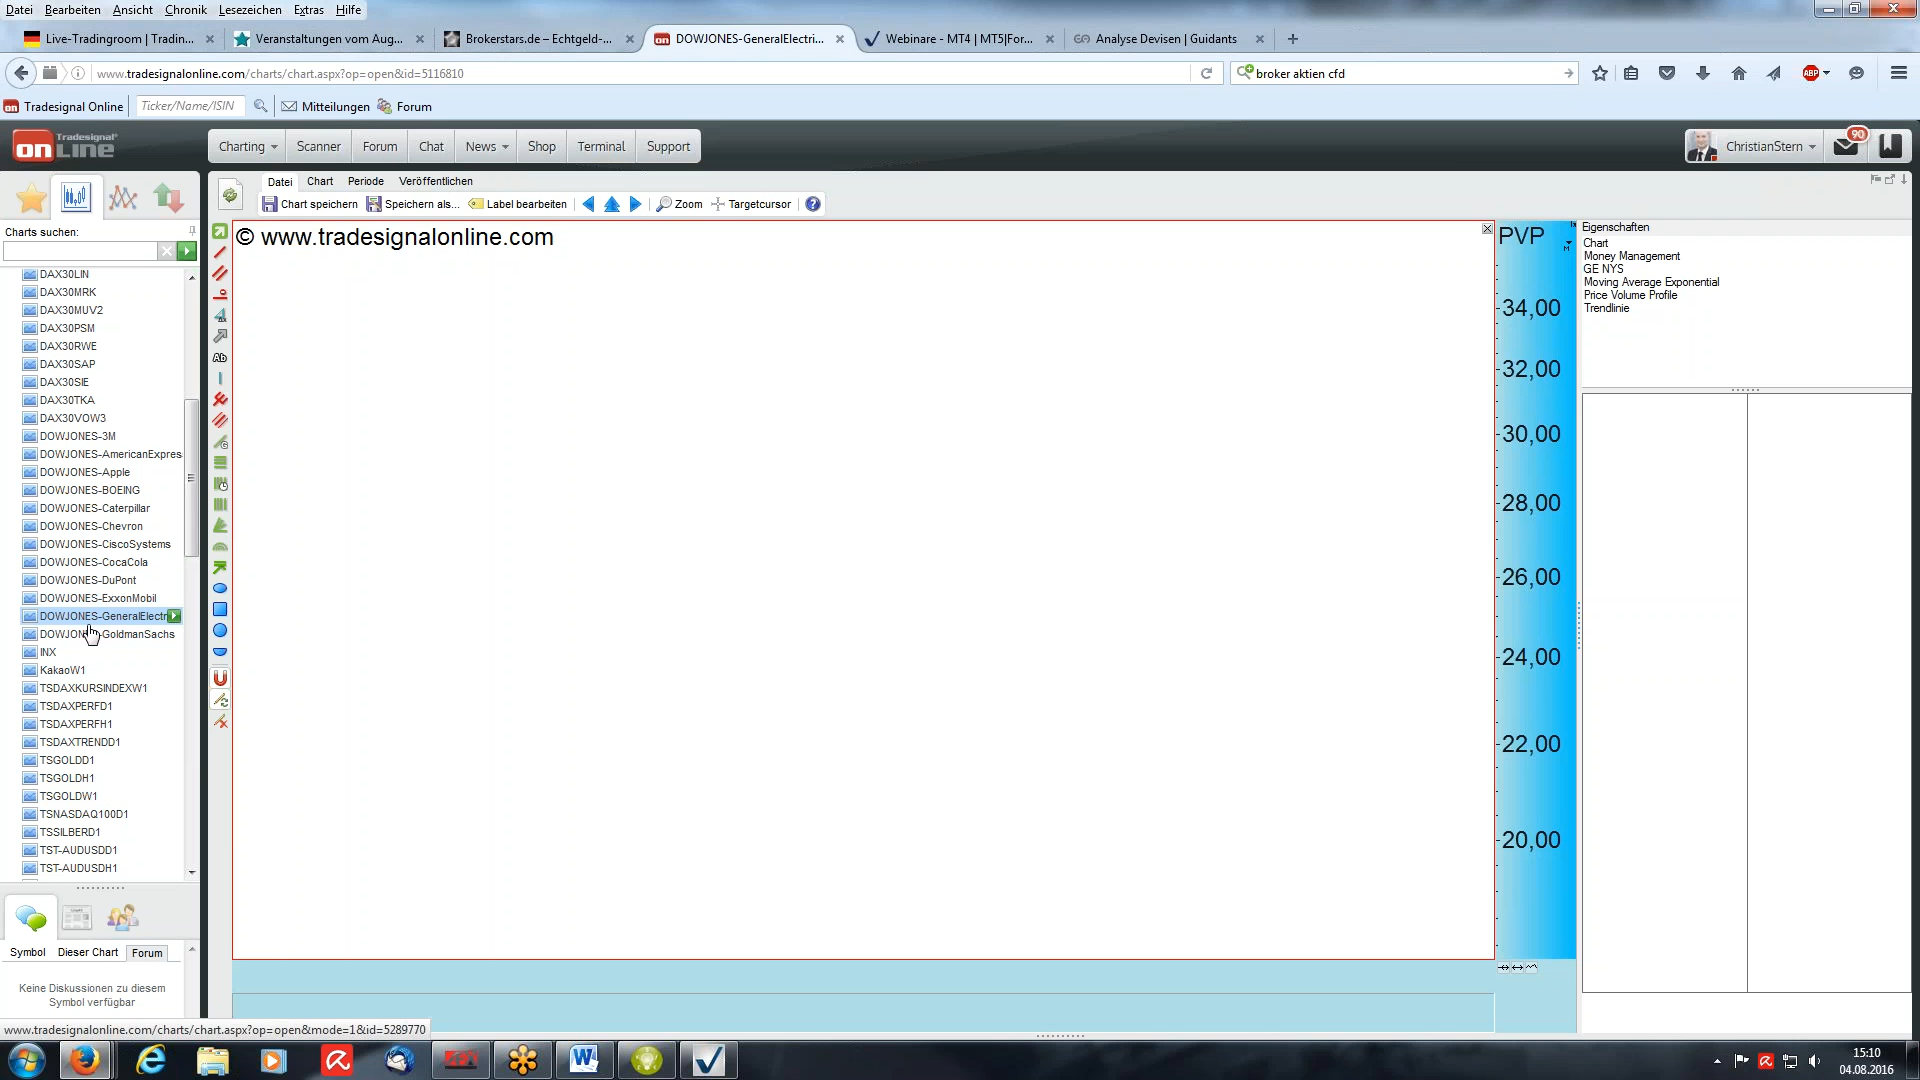 Datei Bearbeiten Ansicht Chronik Lesezeichen Extras Hilfe
Live-Tradingroom | Tradin... Veranstaltungen vom Aug... Brokerstars.de – Echtgeld-... DOWJONES-GeneralElectri... Webinare - MT4 | MT5|For... Analyse Devisen | Guidants
www.tradesignalonline.com/charts/chart.aspx?op=open&id=5116810 broker aktien cfd ABP
on Tradesignal Online Ticker/Name/ISIN Mitteilungen Forum
Tradesignal®
on LINE
Charting Scanner Forum Chat News Shop Terminal Support ChristianStern 90
Datei Chart Periode Veröffentlichen
Chart speichern Speichern als... Label bearbeiten Zoom Targetcursor ?
Charts suchen:
© www.tradesignalonline.com
PVP
Eigenschaften
Chart
Money Management
GE NYS
Moving Average Exponential
Price Volume Profile
Trendlinie
34,00
32,00
30,00
28,00
26,00
24,00
22,00
20,00
Ab
DAX30LIN
DAX30MRK
DAX30MUV2
DAX30PSM
DAX30RWE
DAX30SAP
DAX30SIE
DAX30TKA
DAX30VOW3
DOWJONES-3M
DOWJONES-AmericanExpres
DOWJONES-Apple
DOWJONES-BOEING
DOWJONES-Caterpillar
DOWJONES-Chevron
DOWJONES-CiscoSystems
DOWJONES-CocaCola
DOWJONES-DuPont
DOWJONES-ExxonMobil
DOWJONES-GeneralElectr
DOWJONES-GoldmanSachs
INX
KakaoW1
TSDAXKURSINDEXW1
TSDAXPERFD1
TSDAXPERFH1
TSDAXTRENDD1
TSGOLDD1
TSGOLDH1
TSGOLDW1
TSNASDAQ100D1
TSSILBERD1
TST-AUDUSDD1
TST-AUDUSDH1
Symbol Dieser Chart Forum
Keine Diskussionen zu diesem
Symbol verfügbar
www.tradesignalonline.com/charts/chart.aspx?op=open&mode=1&id=5289770
15:10
04.08.2016